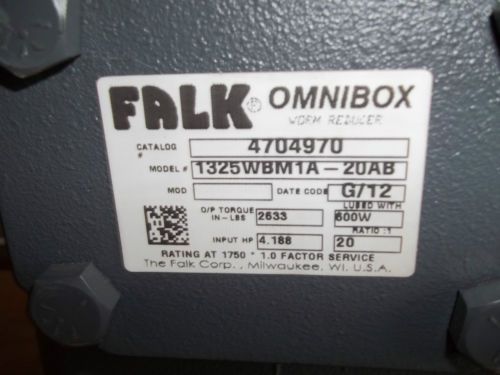 FALK® OMNIBOX
WORM REDUCER
CATALOG # 4704970
MODEL # 1325WBM1A-20AB
MOD DATE CODE G/12
O/P TORQUE IN-LBS 2633 LUBED WITH 600W
INPUT HP 4.188 RATIO :1 20
RATING AT 1750 * 1.0 FACTOR SERVICE
The Falk Corp., Milwaukee, WI. U.S.A.